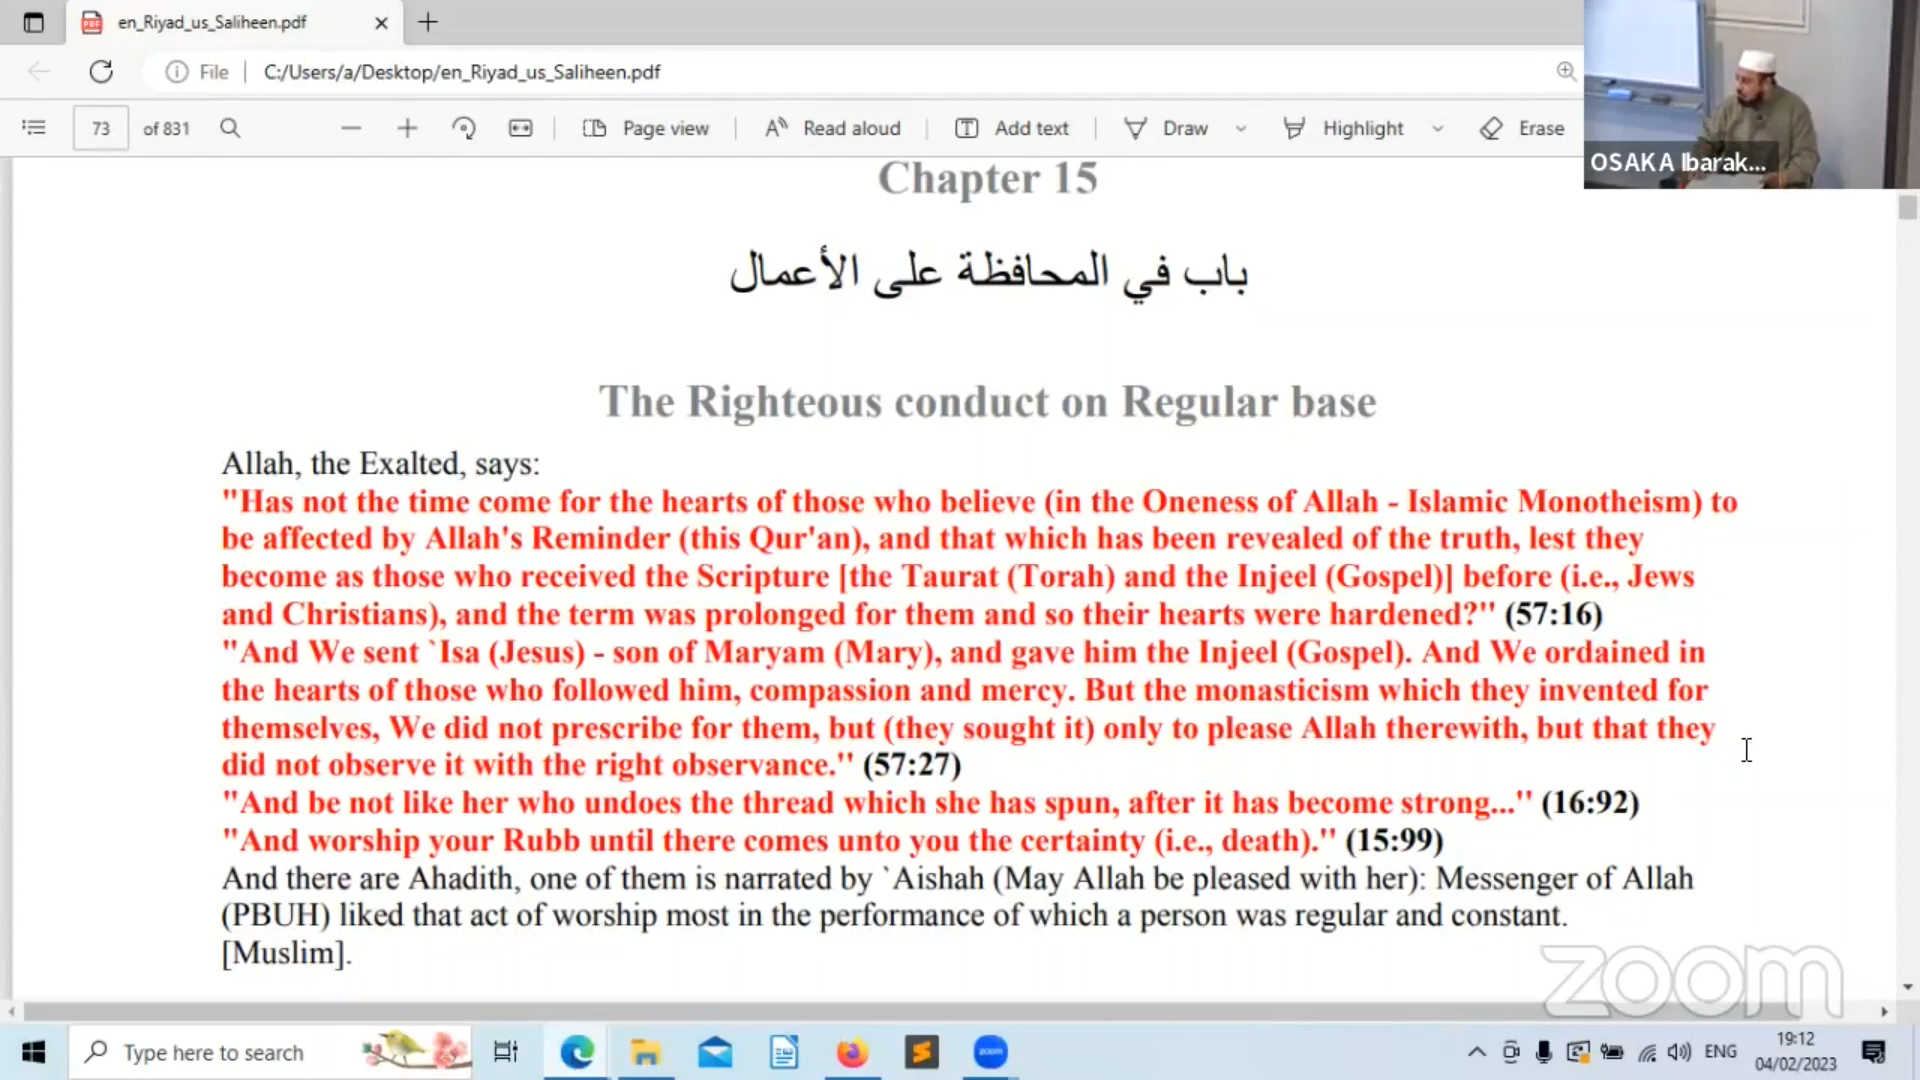 en_Riyad_us_Saliheen.pdf
File
C:/Users/a/Desktop/en_Riyad_us_Saliheen.pdf
73 of 831
Page view
Read aloud
Add text
Draw
Highlight
Erase
OSAKA Ibarak...
Chapter 15
باب في المحافظة على الأعمال
The Righteous conduct on Regular base
Allah, the Exalted, says:
"Has not the time come for the hearts of those who believe (in the Oneness of Allah - Islamic Monotheism) to
be affected by Allah's Reminder (this Qur'an), and that which has been revealed of the truth, lest they
become as those who received the Scripture [the Taurat (Torah) and the Injeel (Gospel)] before (i.e., Jews
and Christians), and the term was prolonged for them and so their hearts were hardened?" (57:16)
"And We sent `Isa (Jesus) - son of Maryam (Mary), and gave him the Injeel (Gospel). And We ordained in
the hearts of those who followed him, compassion and mercy. But the monasticism which they invented for
themselves, We did not prescribe for them, but (they sought it) only to please Allah therewith, but that they
did not observe it with the right observance." (57:27)
"And be not like her who undoes the thread which she has spun, after it has become strong..." (16:92)
"And worship your Rubb until there comes unto you the certainty (i.e., death)." (15:99)
And there are Ahadith, one of them is narrated by `Aishah (May Allah be pleased with her): Messenger of Allah
(PBUH) liked that act of worship most in the performance of which a person was regular and constant.
[Muslim].
zoom
Type here to search
zoom
ENG
19:12
04/02/2023